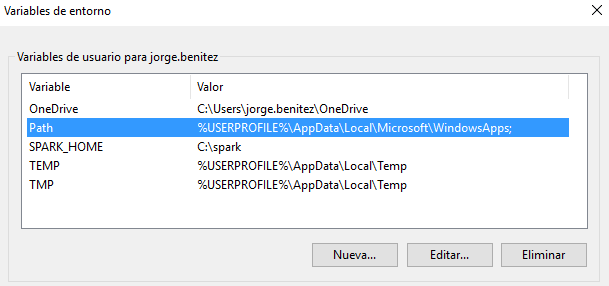 Variables de entorno
Variables de usuario para jorge.benitez
Variable Valor
OneDrive C:\Users\jorge.benitez\OneDrive
Path %USERPROFILE%\AppData\Local\Microsoft\WindowsApps;
SPARK_HOME C:\spark
TEMP %USERPROFILE%\AppData\Local\Temp
TMP %USERPROFILE%\AppData\Local\Temp
Nueva... Editar... Eliminar